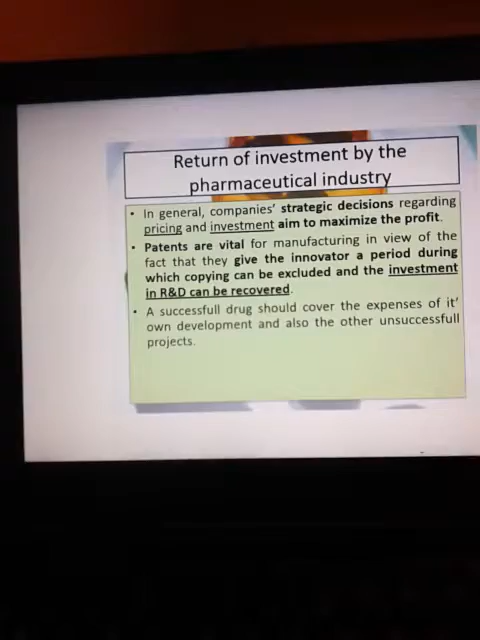 Return of investment by the
pharmaceutical industry
• In general, companies' strategic decisions regarding
pricing and investment aim to maximize the profit.
• Patents are vital for manufacturing in view of the
fact that they give the innovator a period during
which copying can be excluded and the investment
in R&D can be recovered.
• A successfull drug should cover the expenses of it'
own development and also the other unsuccessfull
projects.